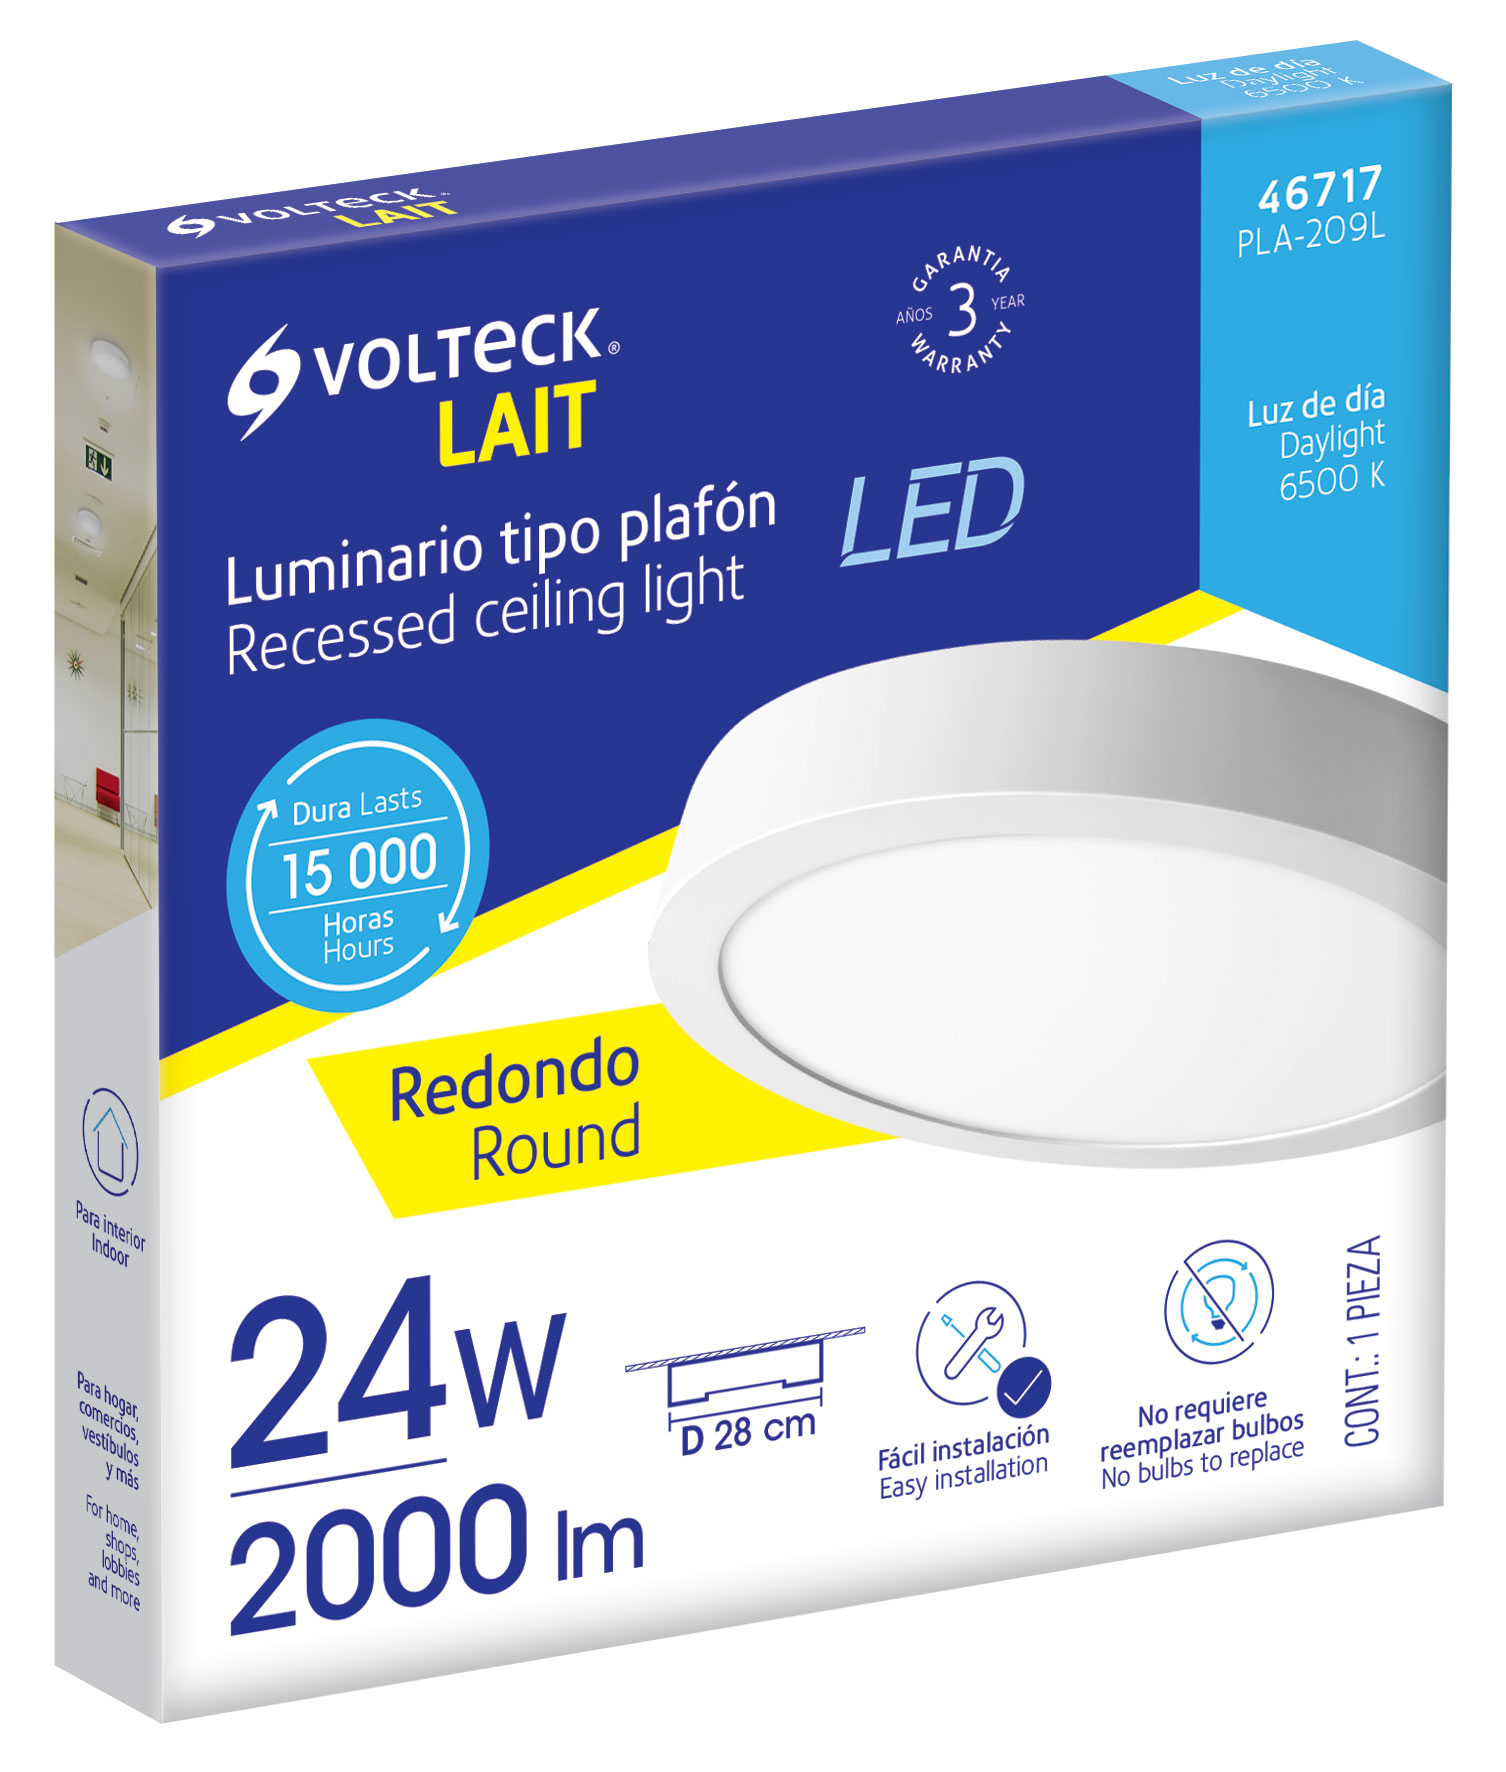 VOLTECK
LAIT
Luz de día
Daylight
6500 K
46717
PLA-209L
GARANTIA
AÑOS 3 YEAR
WARRANTY
VOLTECK®
LAIT
Luz de día
Daylight
6500 K
LED
Luminario tipo plafón
Recessed ceiling light
Dura Lasts
15 000
Horas
Hours
Redondo
Round
24W
2000 lm
D 28 cm
Fácil instalación
Easy installation
No requiere
reemplazar bulbos
No bulbs to replace
CONT.: 1 PIEZA
Para interior
Indoor
Para hogar,
comercios,
vestíbulos
y más
For home,
shops,
lobbies
and more